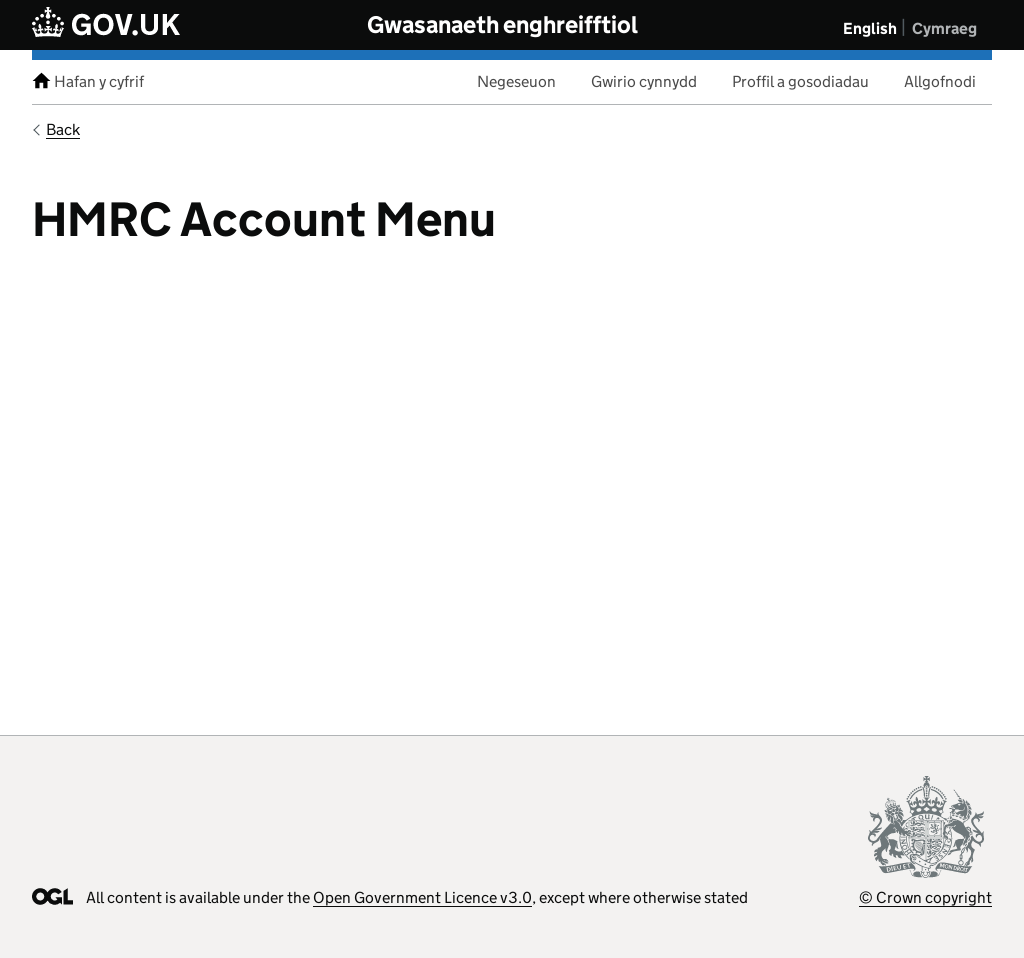 GOV.UK
Gwasanaeth enghreifftiol
English
Cymraeg
Hafan y cyfrif
Negeseuon
Gwirio cynnydd
Proffil a gosodiadau
Allgofnodi
Back
HMRC Account Menu
OGL
All content is available under the Open Government Licence v3.0, except where otherwise stated
© Crown copyright